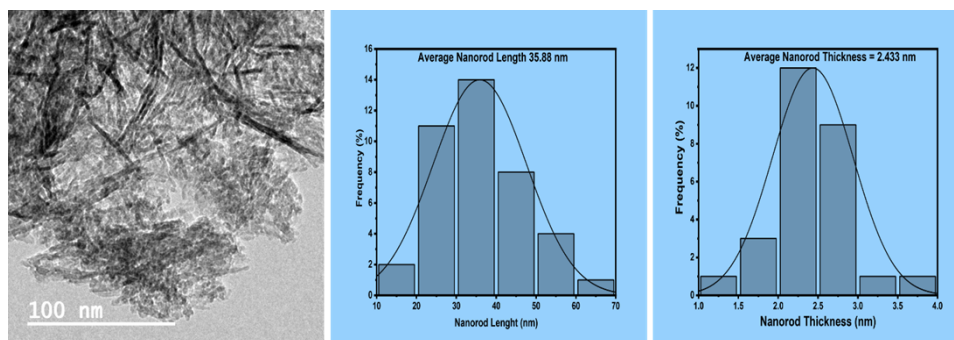 100 nm
Average Nanorod Length 35.88 nm
Frequency (%)
16
14
12
10
8
6
4
2
0
10 20 30 40 50 60 70
Nanorod Lenght (nm)
Average Nanorod Thickness = 2.433 nm
Frequency (%)
12
10
8
6
4
2
0
1.0 1.5 2.0 2.5 3.0 3.5 4.0
Nanorod Thickness (nm)